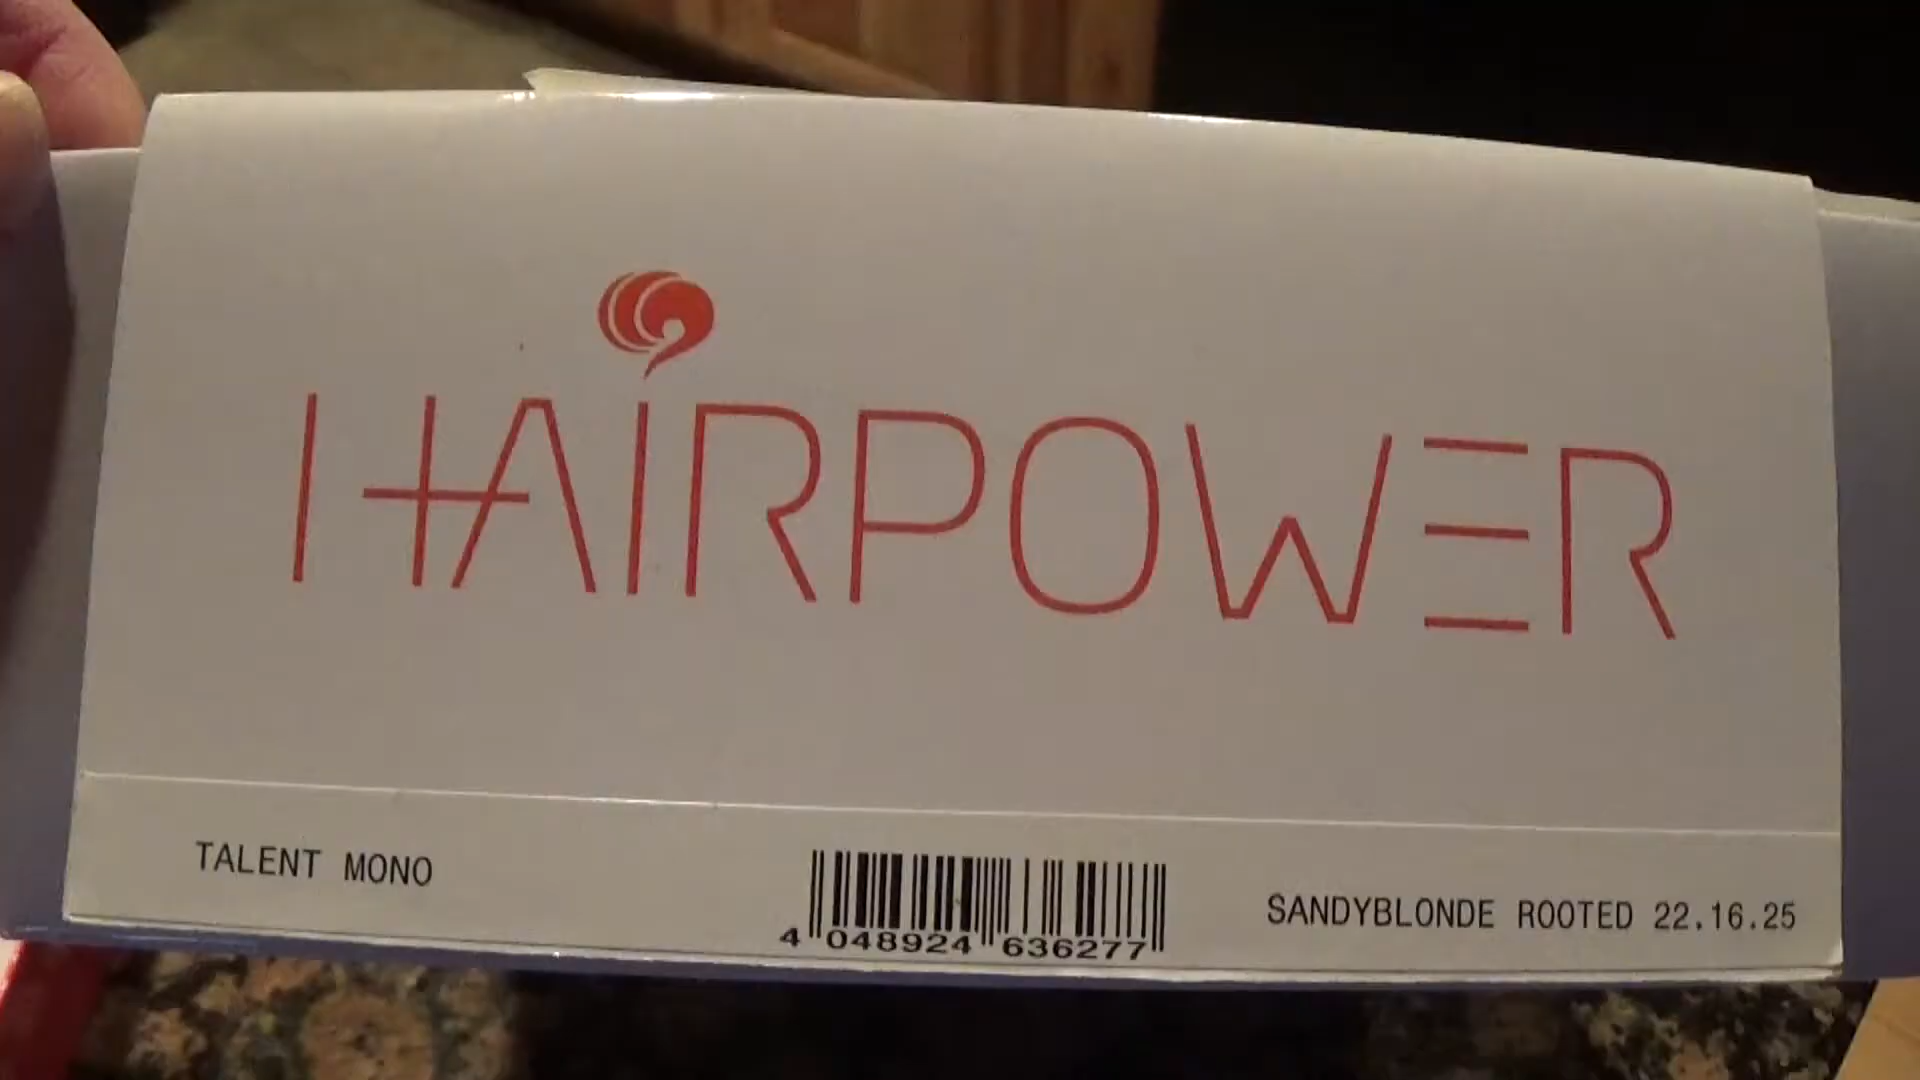 HAIRPOWER
TALENT MONO
4 048924 636277
SANDYBLONDE ROOTED 22.16.25